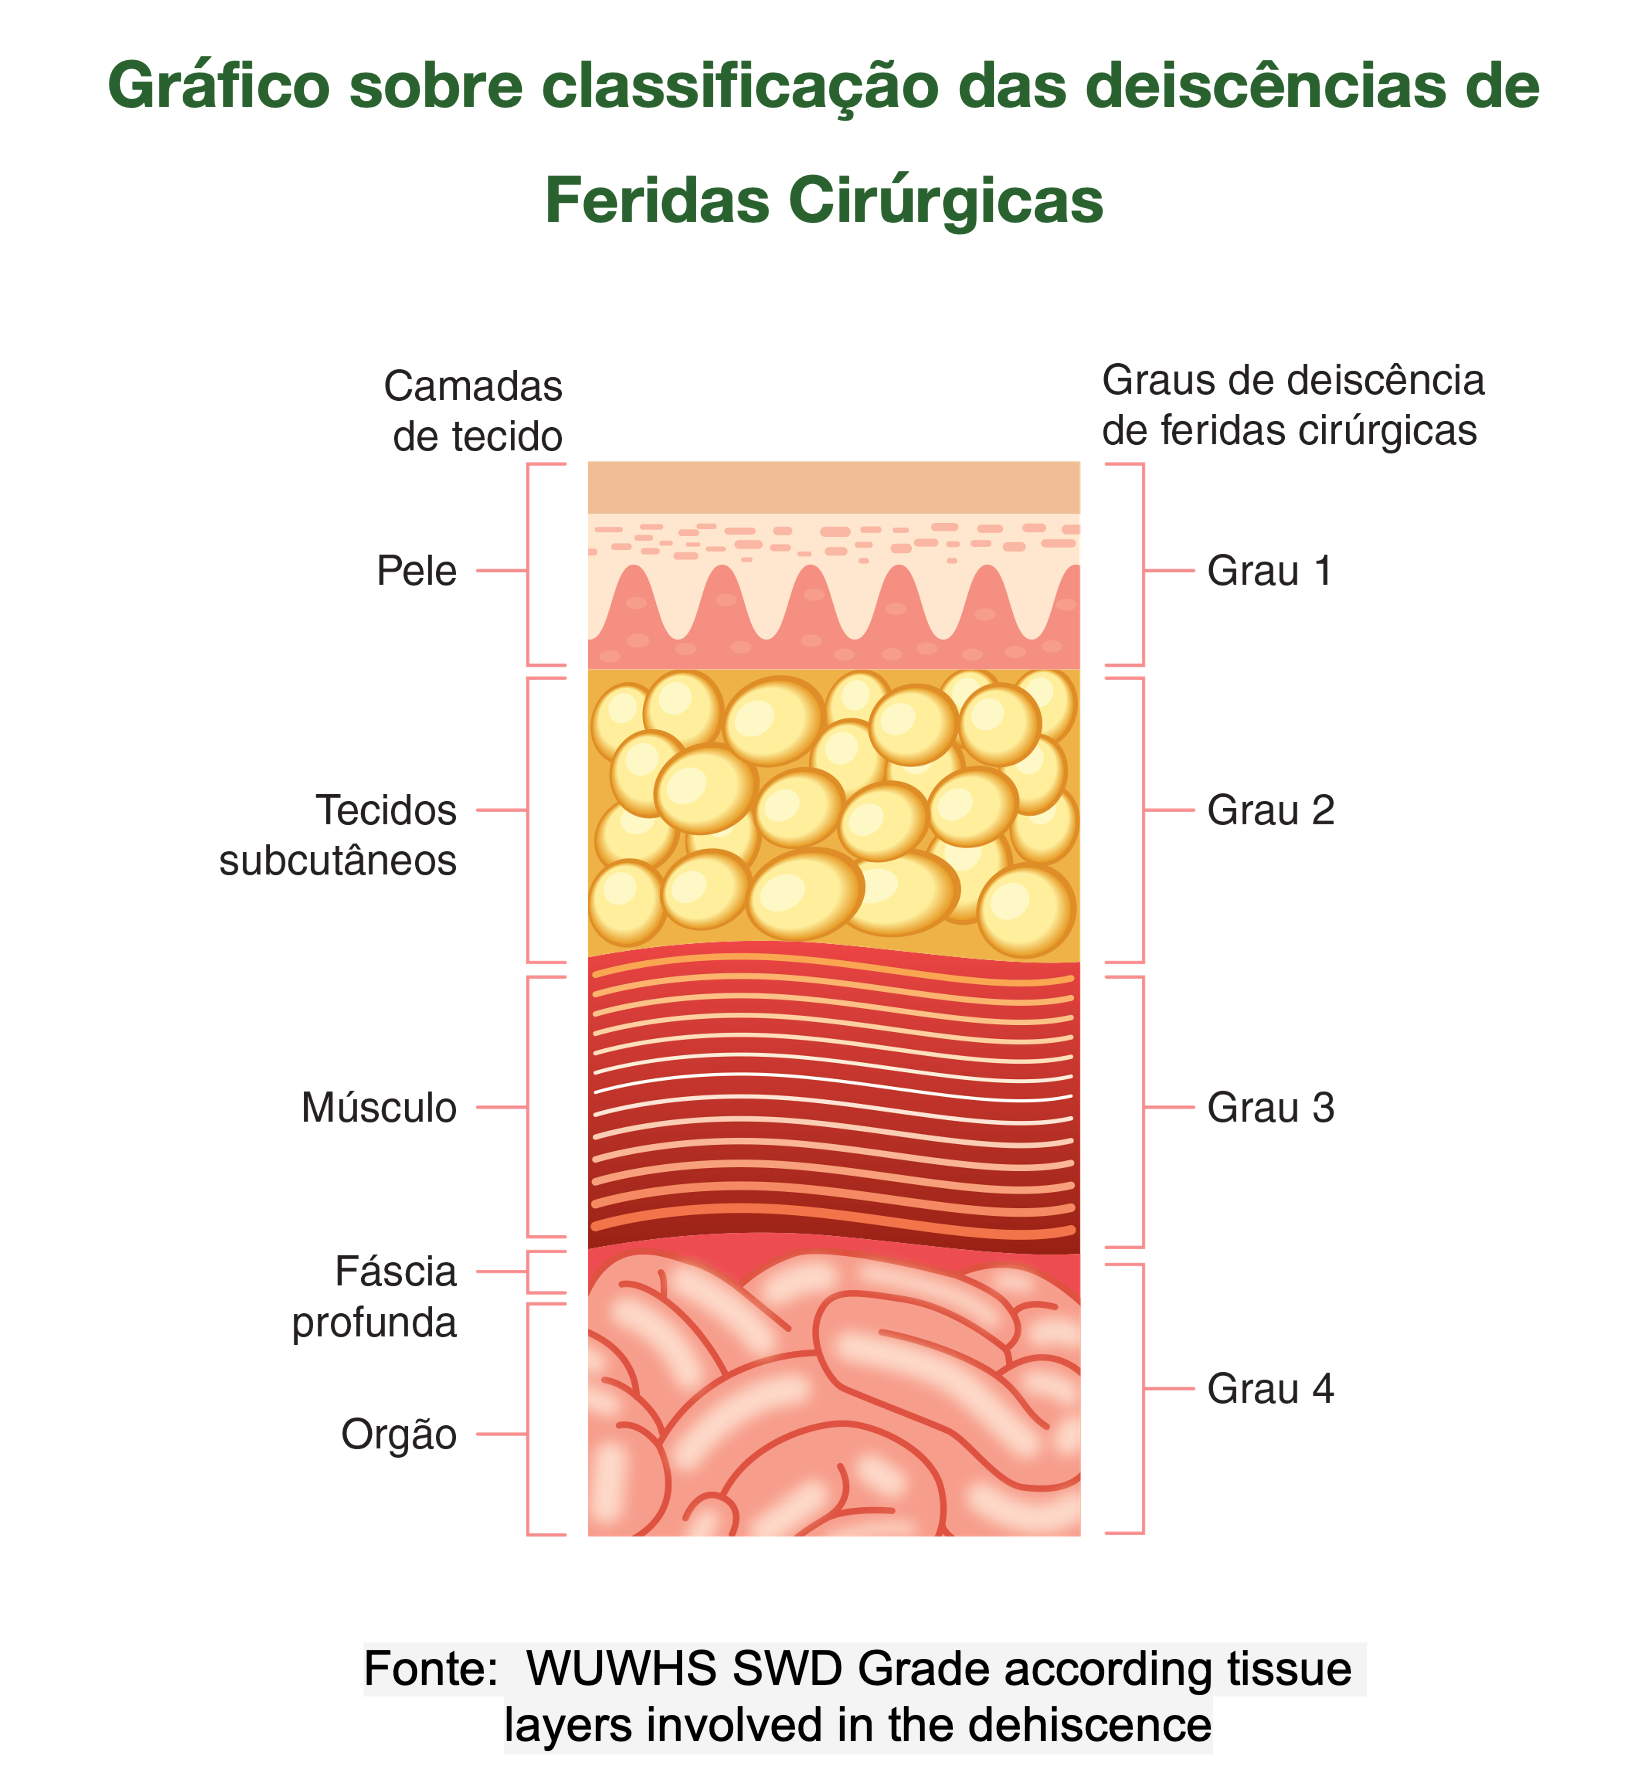 Gráfico sobre classificação das deiscências de
Feridas Cirúrgicas
Camadas
de tecido
Graus de deiscência
de feridas cirúrgicas
Pele
Grau 1
Tecidos
subcutâneos
Grau 2
Músculo
Grau 3
Fáscia
profunda
Orgão
Grau 4
Fonte: WUWHS SWD Grade according tissue
layers involved in the dehiscence